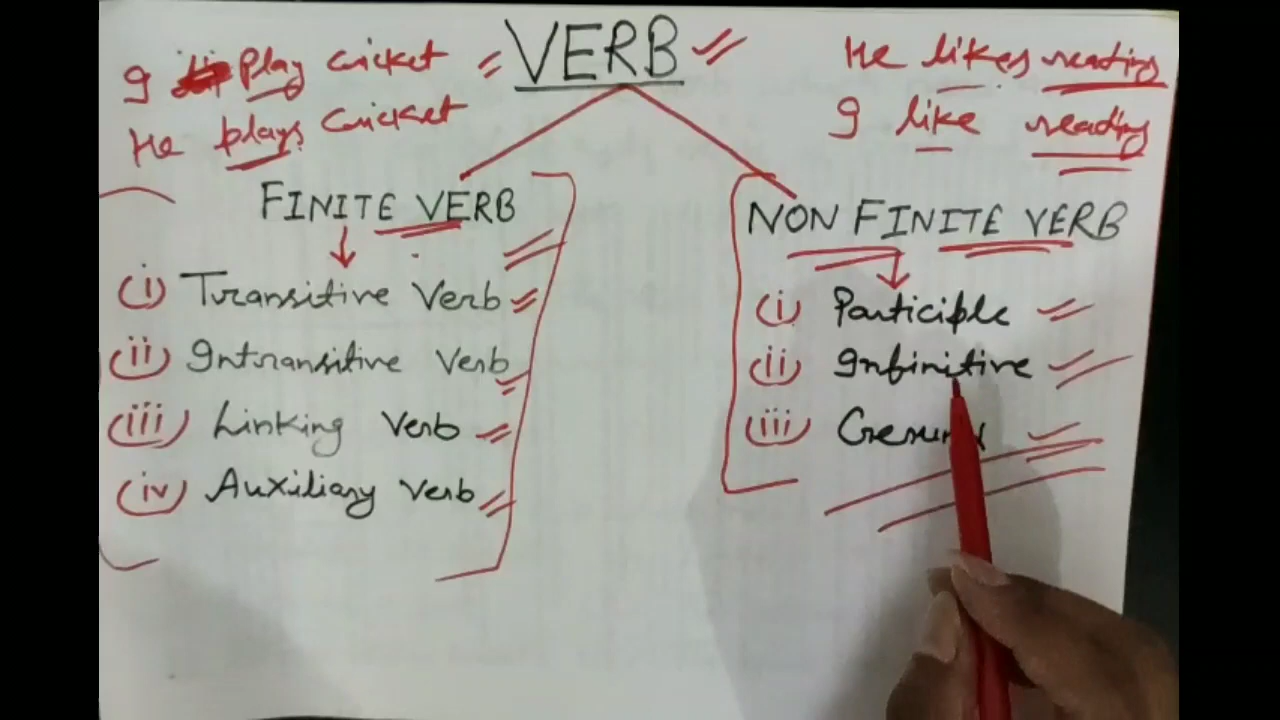 VERB
I play cricket
He plays cricket
He likes reading
I like reading
FINITE VERB
(i) Transitive Verb
(ii) Intransitive Verb
(iii) Linking Verb
(iv) Auxiliary Verb
NON FINITE VERB
(i) Participle
(ii) Infinitive
(iii) Gerund